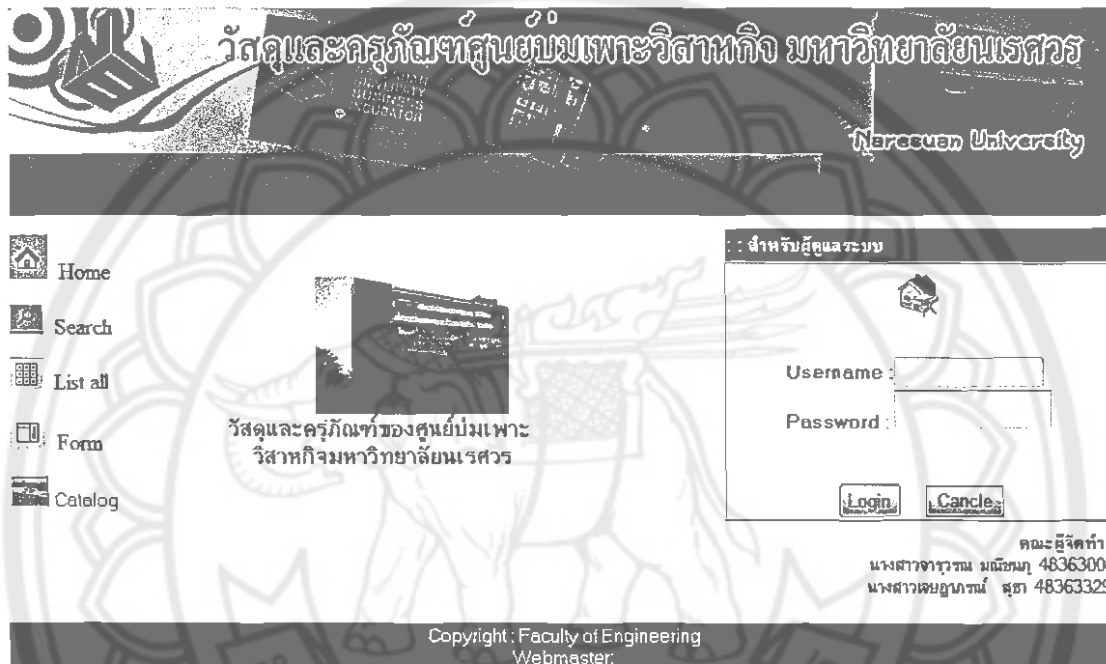 วัสดุและครุภัณฑ์ศูนย์บ่มเพาะวิสาหกิจ มหาวิทยาลัยนเรศวร
INCUBATOR
Naresuan University
Home
Search
List all
Form
Catalog
วัสดุและครุภัณฑ์ของศูนย์บ่มเพาะ
วิสาหกิจมหาวิทยาลัยนเรศวร
: : สำหรับผู้ดูแลระบบ
Username :
Password :
Login
Cancle
คณะผู้จัดทำ
นางสาวจารุวรรณ 4836300
นางสาวเจษฎาภรณ์ สุธา 48363329
Copyright : Faculty of Engineering
Webmaster: